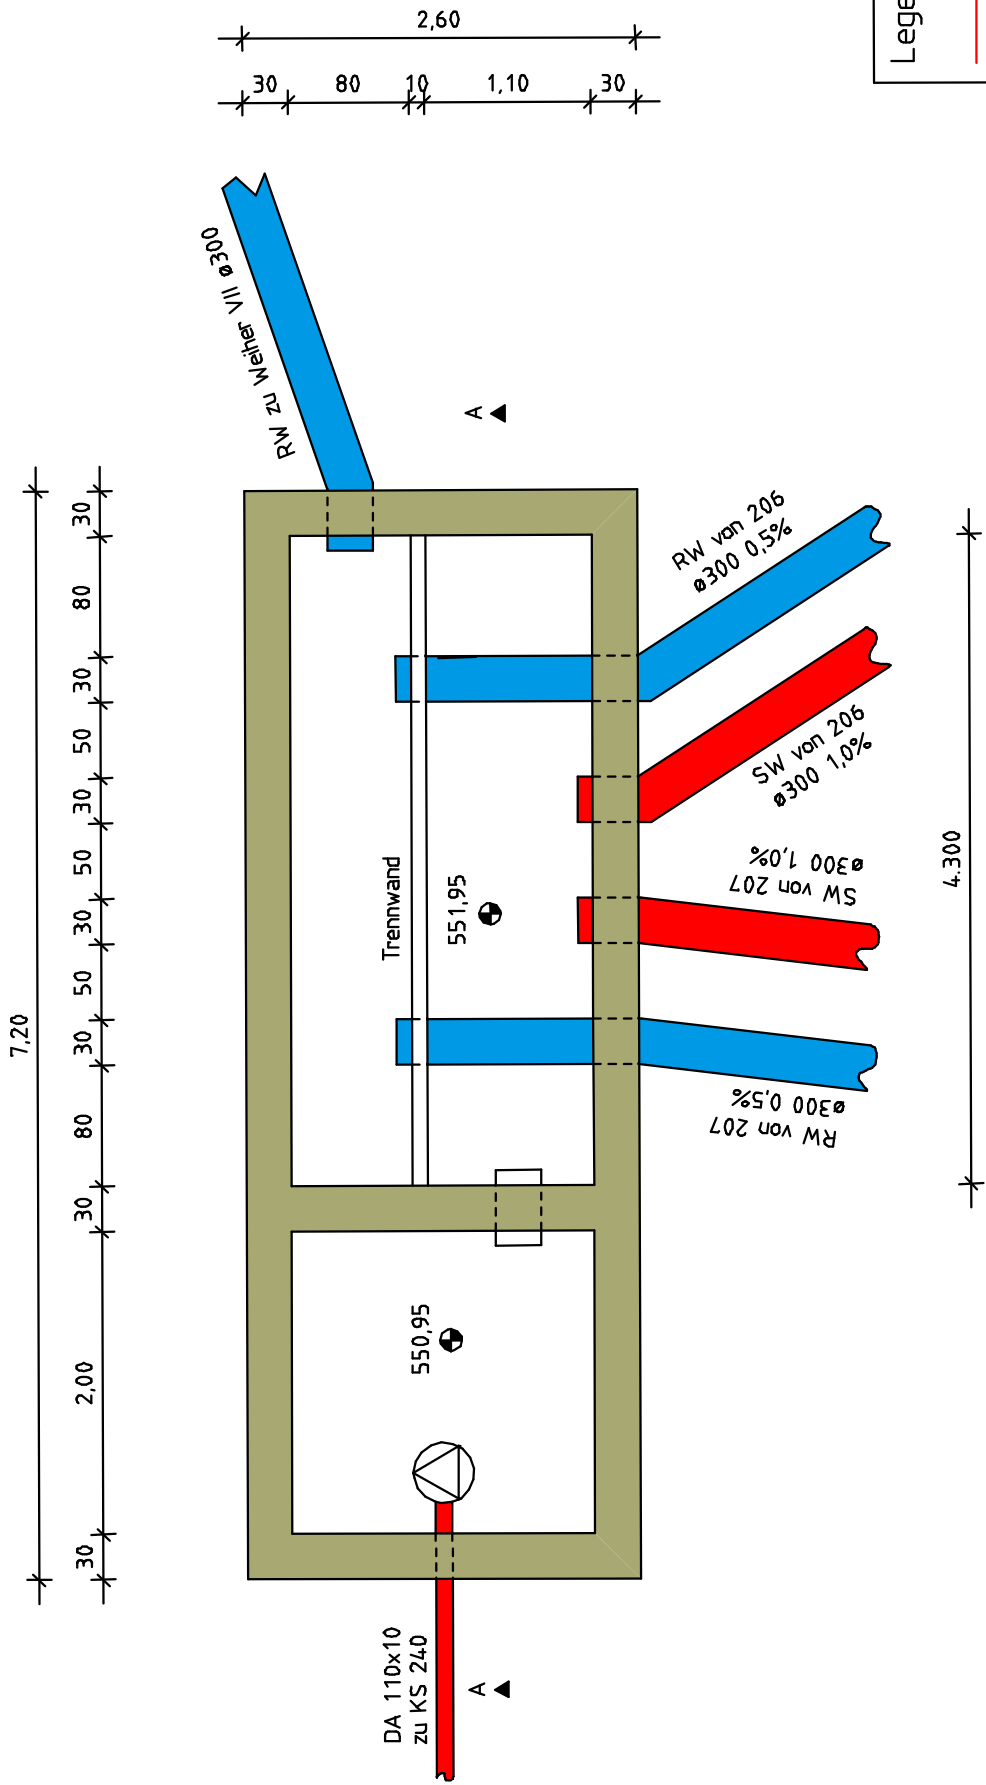 2,60
30
80
10
1,10
30
Lege
RW zu Weiher VII ø300
A
7,20
30
80
30
50
30
50
30
50
30
80
30
2,00
30
RW von 206
ø300 0,5%
SW von 206
ø300 1,0%
SW von 207
ø300 1,0%
RW von 207
ø300 0,5%
4.300
Trennwand
551,95
550,95
DA 110x10
zu KS 240
A